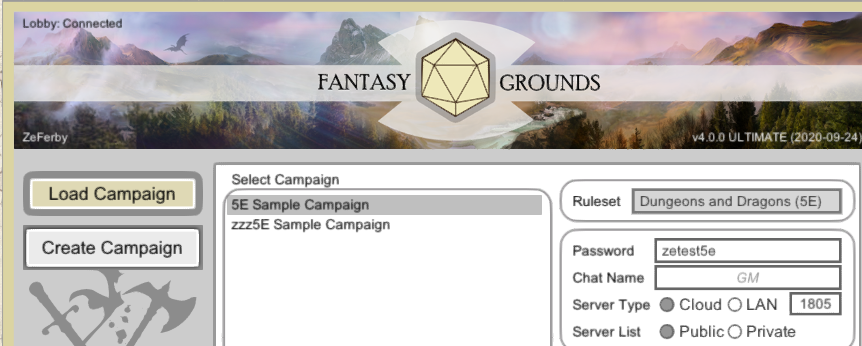 Lobby: Connected
FANTASY GROUNDS
ZeFerby
v4.0.0 ULTIMATE (2020-09-24)
Load Campaign
Create Campaign
Select Campaign
5E Sample Campaign
zzz5E Sample Campaign
Ruleset Dungeons and Dragons (5E)
Password zetest5e
Chat Name GM
Server Type Cloud LAN 1805
Server List Public Private